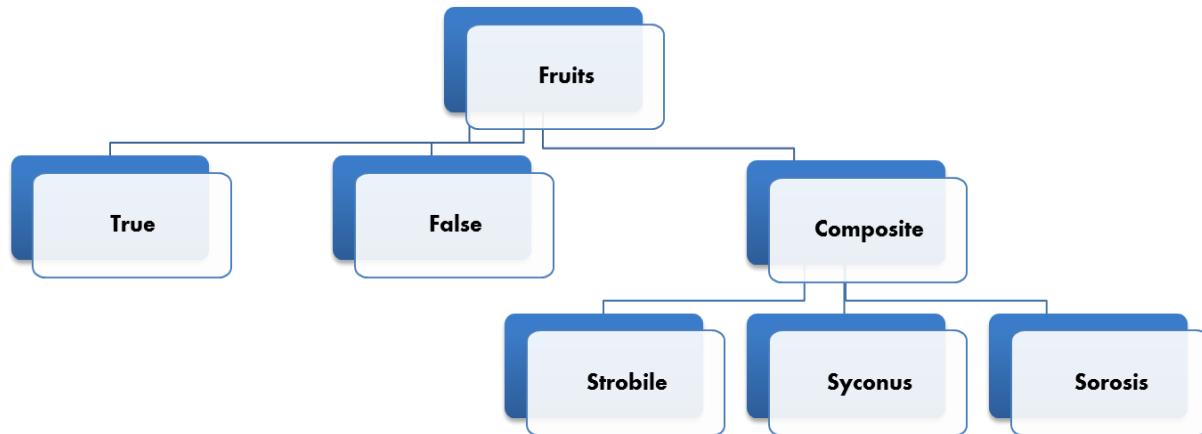 Fruits
True
False
Composite
Strobile
Syconus
Sorosis